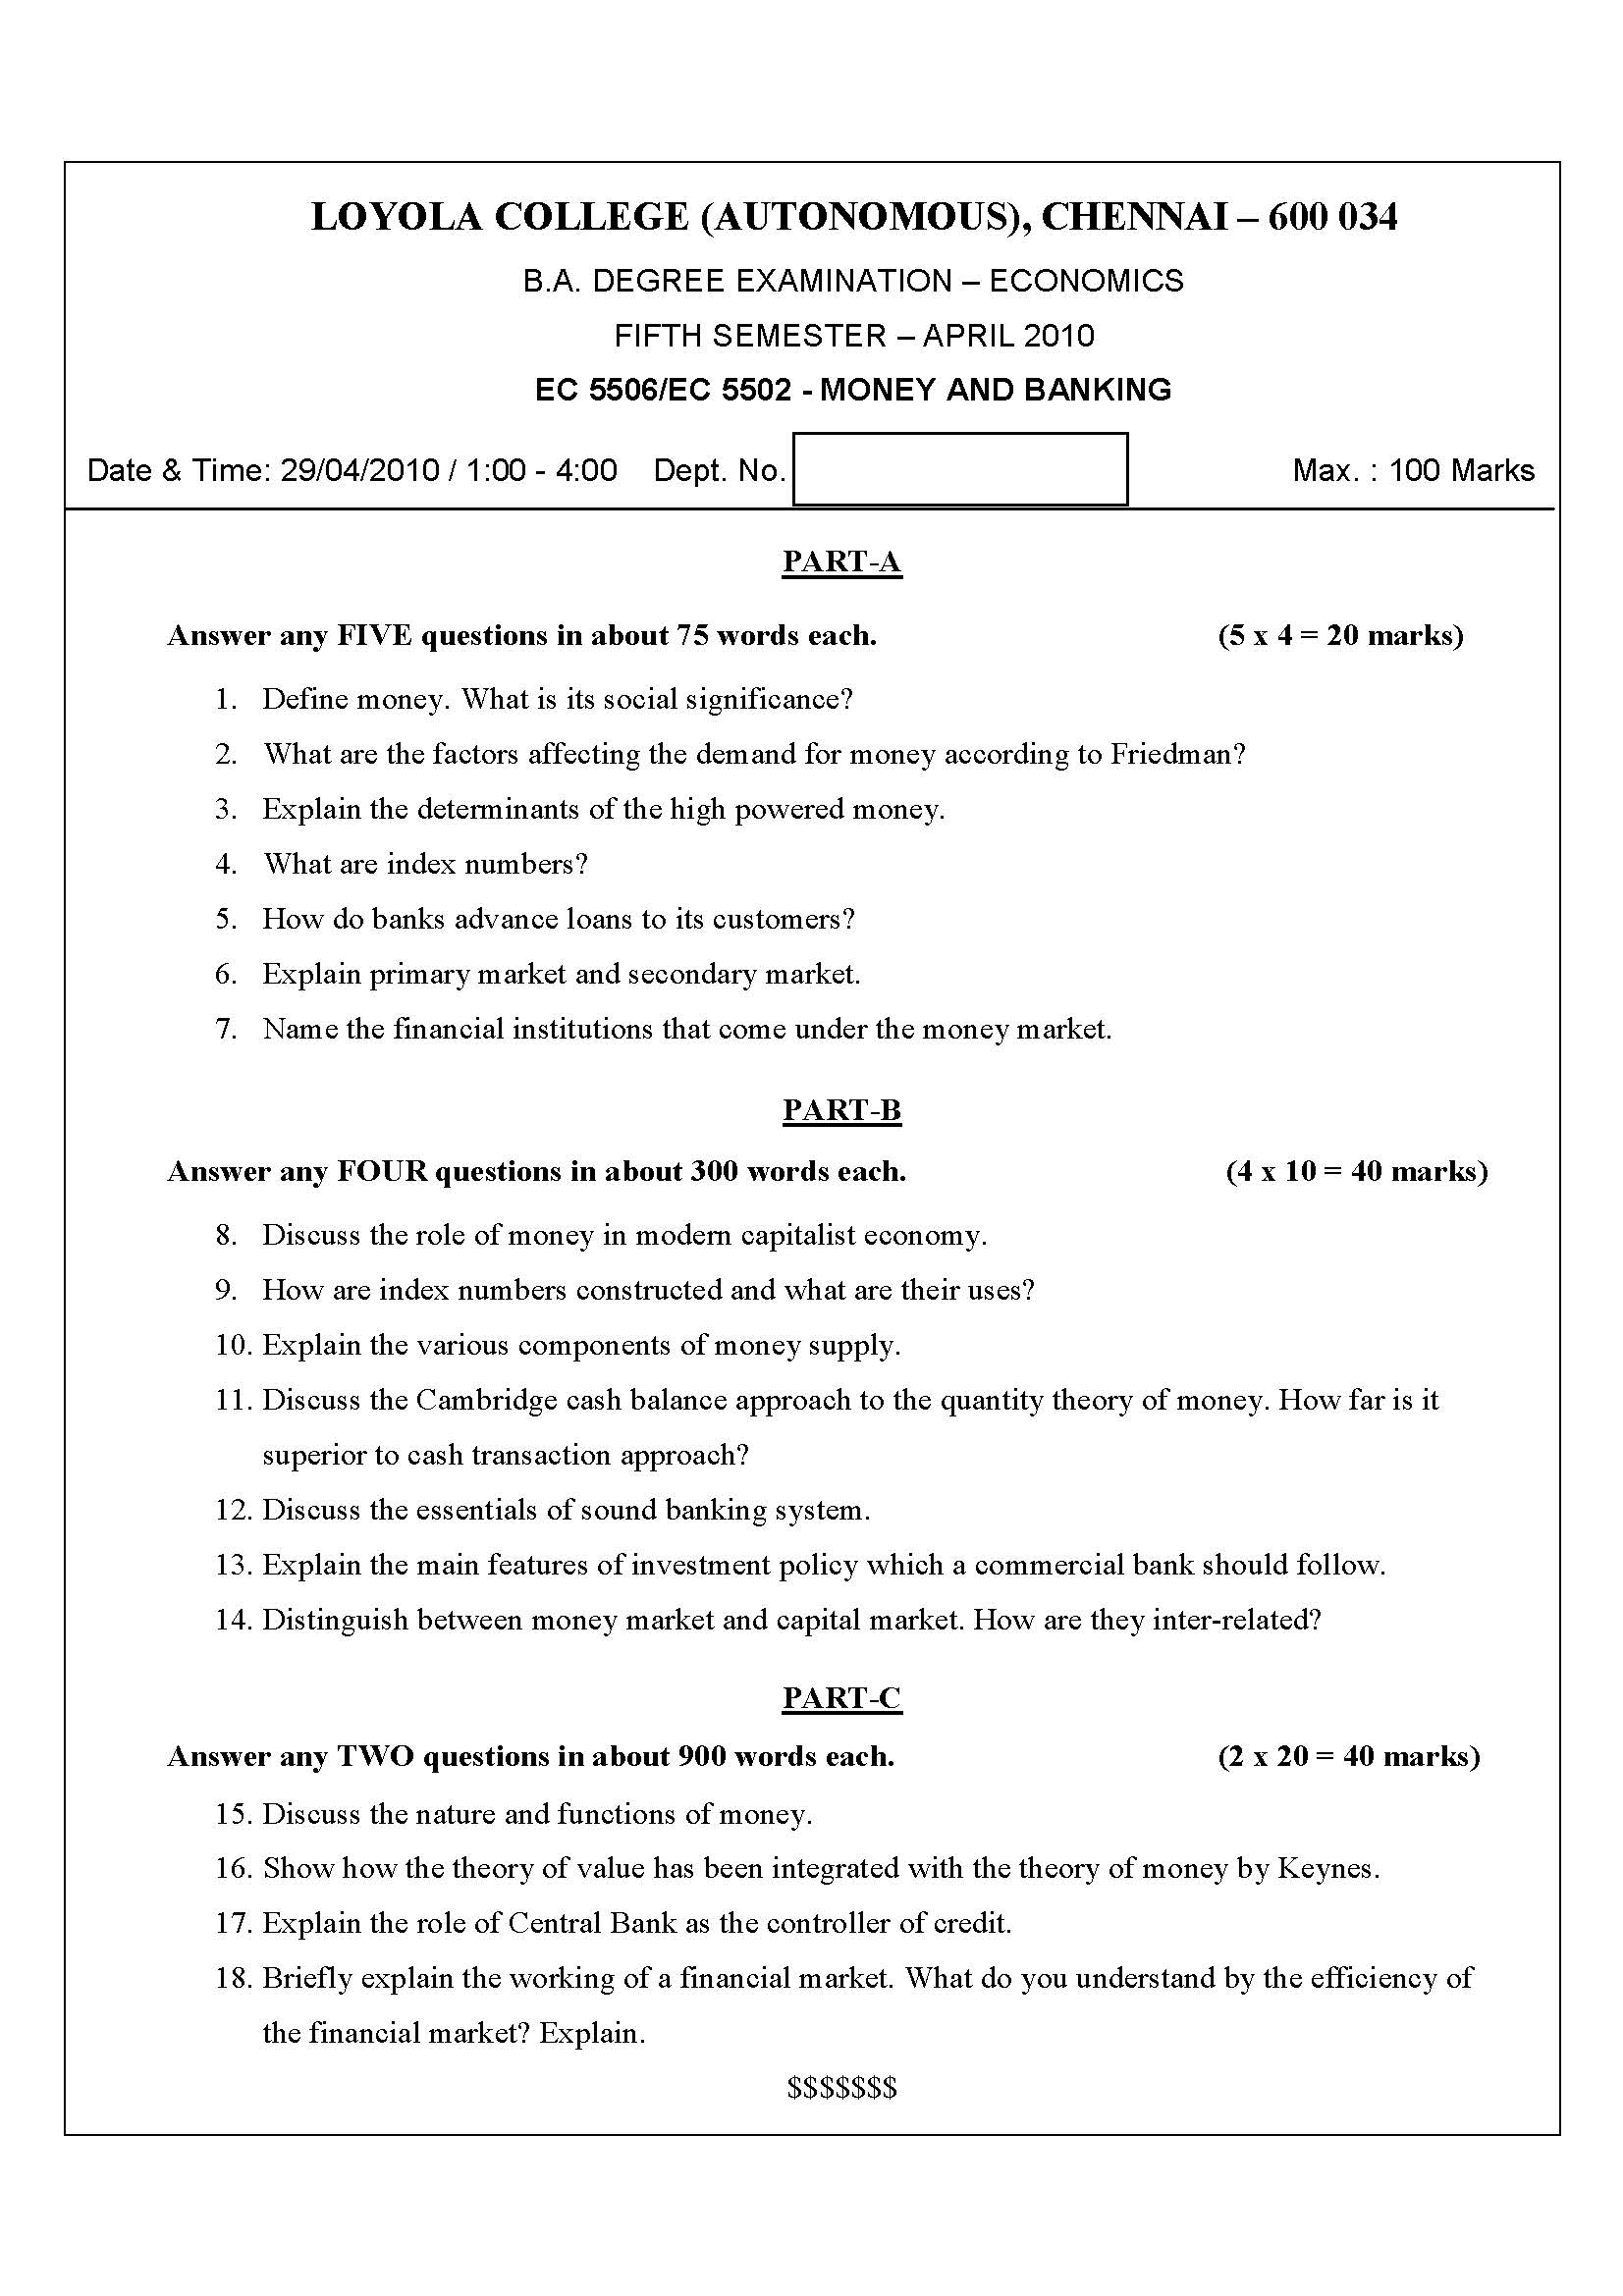 LOYOLA COLLEGE (AUTONOMOUS), CHENNAI – 600 034
B.A. DEGREE EXAMINATION – ECONOMICS
FIFTH SEMESTER – APRIL 2010
EC 5506/EC 5502 - MONEY AND BANKING
Date & Time: 29/04/2010 / 1:00 - 4:00 Dept. No. Max. : 100 Marks
PART-A
Answer any FIVE questions in about 75 words each. (5 x 4 = 20 marks)
1. Define money. What is its social significance?
2. What are the factors affecting the demand for money according to Friedman?
3. Explain the determinants of the high powered money.
4. What are index numbers?
5. How do banks advance loans to its customers?
6. Explain primary market and secondary market.
7. Name the financial institutions that come under the money market.
PART-B
Answer any FOUR questions in about 300 words each. (4 x 10 = 40 marks)
8. Discuss the role of money in modern capitalist economy.
9. How are index numbers constructed and what are their uses?
10. Explain the various components of money supply.
11. Discuss the Cambridge cash balance approach to the quantity theory of money. How far is it
superior to cash transaction approach?
12. Discuss the essentials of sound banking system.
13. Explain the main features of investment policy which a commercial bank should follow.
14. Distinguish between money market and capital market. How are they inter-related?
PART-C
Answer any TWO questions in about 900 words each. (2 x 20 = 40 marks)
15. Discuss the nature and functions of money.
16. Show how the theory of value has been integrated with the theory of money by Keynes.
17. Explain the role of Central Bank as the controller of credit.
18. Briefly explain the working of a financial market. What do you understand by the efficiency of
the financial market? Explain.
$$$$$$$